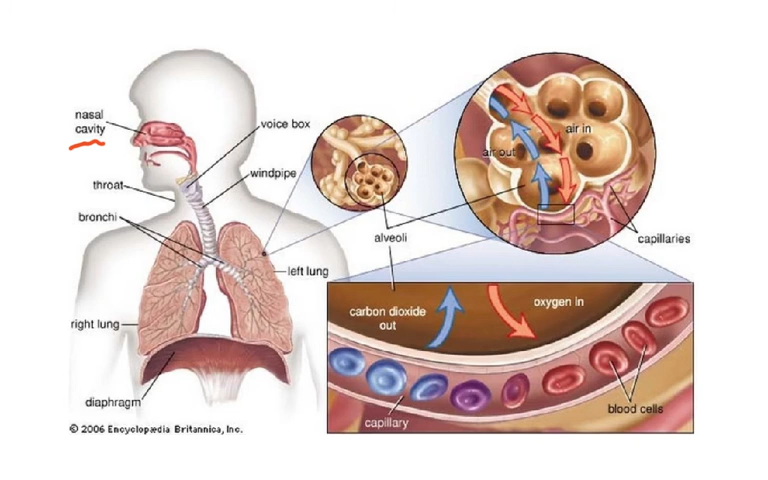 nasal
cavity
voice box
windpipe
throat
bronchi
left lung
right lung
diaphragm
© 2006 Encyclopædia Britannica, Inc.
alveoli
air in
air out
capillaries
carbon dioxide
out
oxygen in
capillary
blood cells